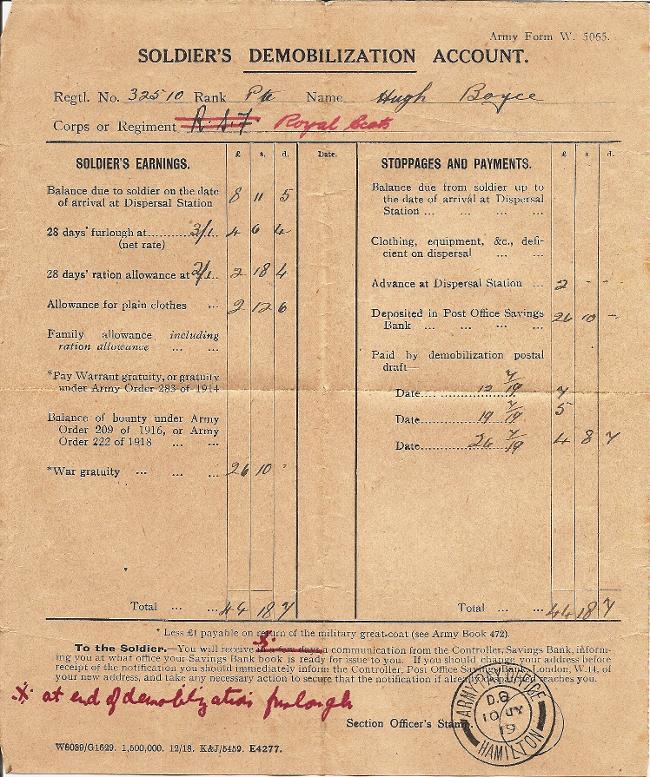 Army Form W. 5065.
SOLDIER'S DEMOBILIZATION ACCOUNT.
Regtl. No. 32510 Rank Pte Name Hugh Boyce
Corps or Regiment R.S.F Royal Scots
SOLDIER'S EARNINGS. £ s. d. Date. STOPPAGES AND PAYMENTS. £ s. d.
Balance due to soldier on the date
of arrival at Dispersal Station 8 11 5
28 days' furlough at 3/1. 4 6 4
(net rate)
28 days' ration allowance at 2/1. 2 18 4
Allowance for plain clothes ... 2 12 6
Family allowance including
ration allowance ... ...
*Pay Warrant gratuity, or gratuity
under Army Order 283 of 1914
Balance of bounty under Army
Order 209 of 1916, or Army
Order 222 of 1918 ... ...
*War gratuity ... ... ... 26 10 -
Total ... ... 44 18 7
Balance due from soldier up to
the date of arrival at Dispersal
Station ... ... ... ...
Clothing, equipment, &c., defi-
cient on dispersal ... ...
Advance at Dispersal Station ... 2 - -
Deposited in Post Office Savings
Bank ... ... ... ... 26 10 -
Paid by demobilization postal
draft—
Date 12 7/19 7
Date 19 7/19 5
Date 26 7/19 4 8 7
Total ... ... 44 18 7
* Less £1 payable on return of the military great-coat (see Army Book 472)
To the Soldier.—You will receive a communication from the Controller, Savings Bank, inform-
ing you at what office your Savings Bank book is ready for issue to you. If you should change your address before
receipt of the notification you should immediately inform the Controller, Post Office Savings Bank, London, W.14, of
your new address, and take any necessary action to secure that the notification if already dispatched reaches you.
* at end of demobilization furlough
Section Officer's Stamp
ARMY
D.O
10 JY
19
HAMILTON
W8089/G1629. 1,500,000. 12/18. K&J/5459. E4277.